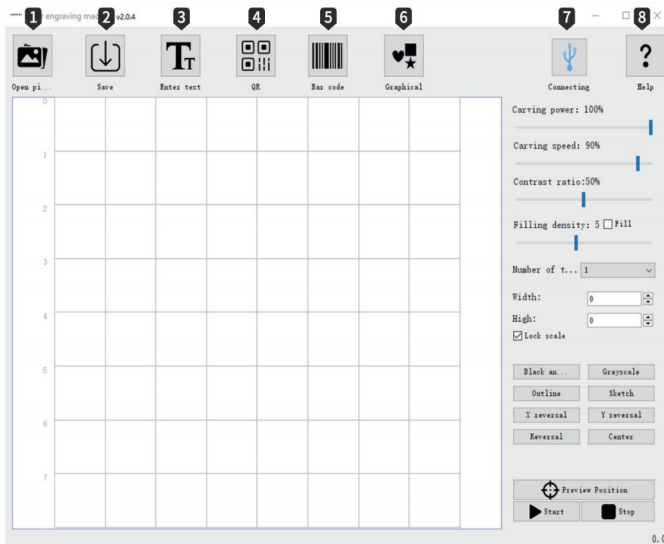 1 2 3 4 5 6 7 8
engraving v2.0.4
Open pi... Save Enter text QR Bar code Graphical Connecting Help
0
1
2
3
4
5
6
7
Carving power: 100%
Carving speed: 90%
Contrast ratio:50%
Filling density: 5 Fill
Number of t... 1
Width: 0
High: 0
Lock scale
Black an... Grayscale
Outline Sketch
X reversal Y reversal
Reversal Center
Preview Position
Start Stop